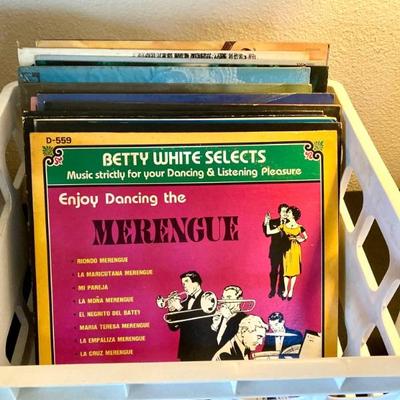 D-559
BETTY WHITE SELECTS
Music strictly for your Dancing & Listening Pleasure
Enjoy Dancing the
MERENGUE
• RIONDO MERENGUE
• LA MARICUTANA MERENGUE
• MI PAREJA
• LA MOÑA MERENGUE
• EL NEGRITO DEL BATEY
• MARIA TERESA MERENGUE
• LA EMPALIZA MERENGUE
• LA CRUZ MERENGUE